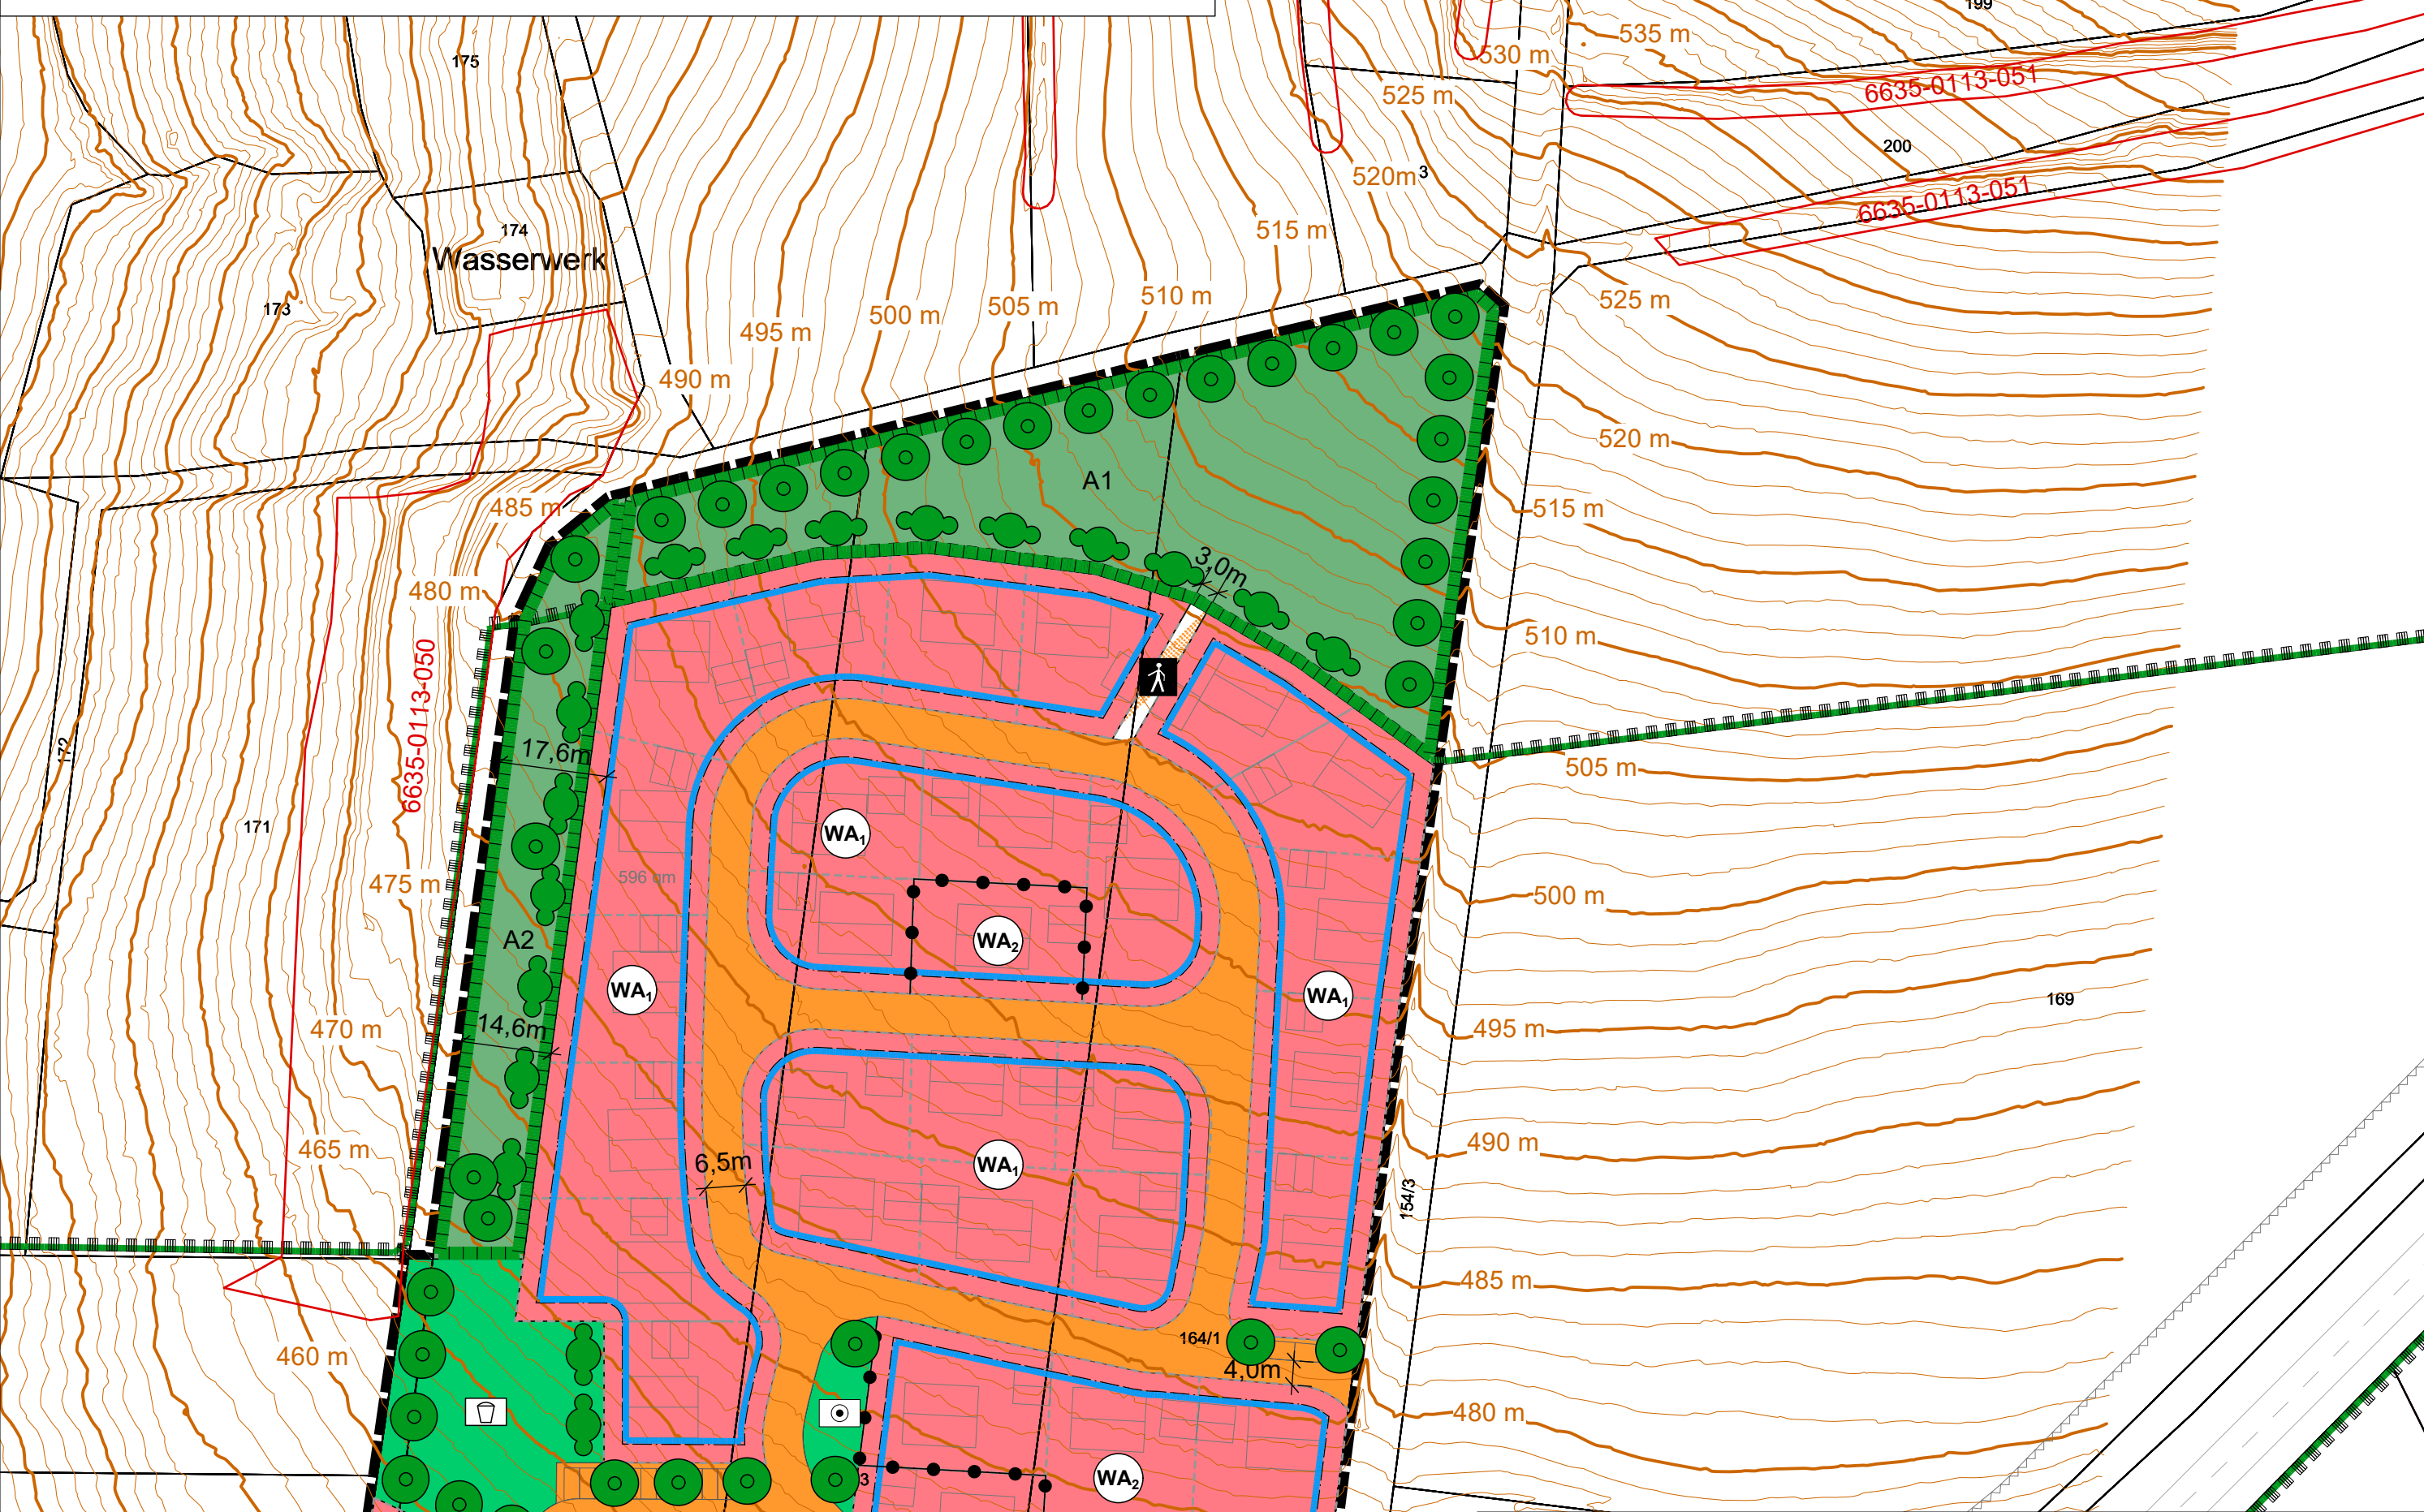 199
535 m
530 m
175
6635-0113-051
525 m
200
520m
3
6635-0113-051
174
515 m
Wasserwerk
510 m
525 m
505 m
173
500 m
495 m
490 m
520 m
A1
485 m
515 m
3,0m
480 m
510 m
6635-0113-050
172
17,6m
505 m
171
WA1
596 qm
475 m
500 m
A2
WA2
WA1
WA1
169
470 m
14,6m
495 m
490 m
465 m
6,5m
WA1
154/3
485 m
164/1
460 m
4,0m
480 m
3
WA2